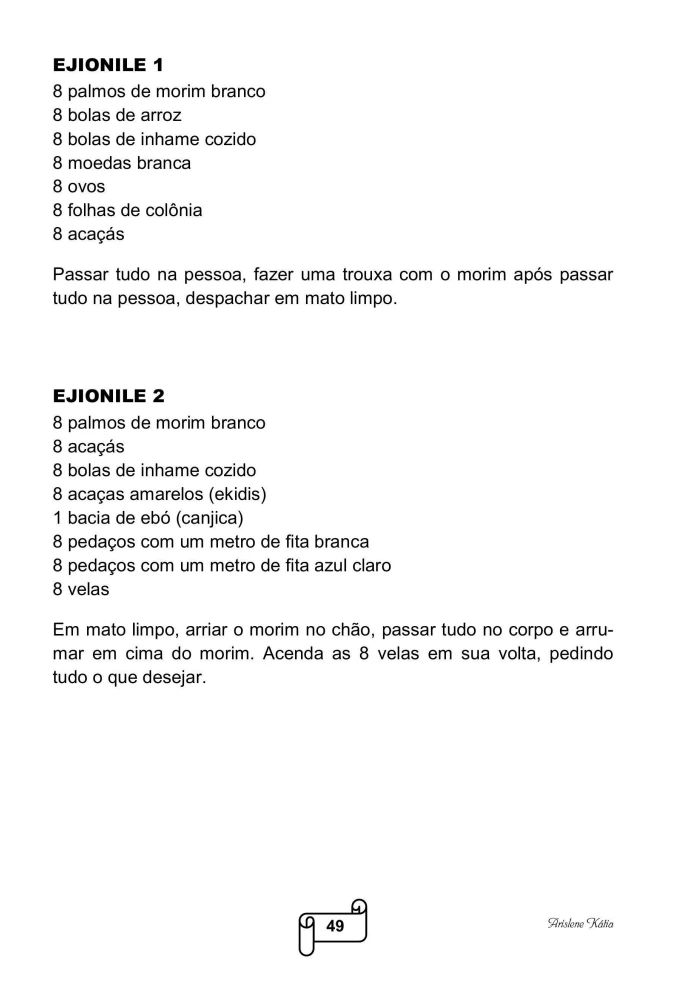 EJIONILE 1
8 palmos de morim branco
8 bolas de arroz
8 bolas de inhame cozido
8 moedas branca
8 ovos
8 folhas de colônia
8 acaçás
Passar tudo na pessoa, fazer uma trouxa com o morim após passar
tudo na pessoa, despachar em mato limpo.
EJIONILE 2
8 palmos de morim branco
8 acaçás
8 bolas de inhame cozido
8 acaças amarelos (ekidis)
1 bacia de ebó (canjica)
8 pedaços com um metro de fita branca
8 pedaços com um metro de fita azul claro
8 velas
Em mato limpo, arriar o morim no chão, passar tudo no corpo e arru-
mar em cima do morim. Acenda as 8 velas em sua volta, pedindo
tudo o que desejar.
49
Arislene Kátia